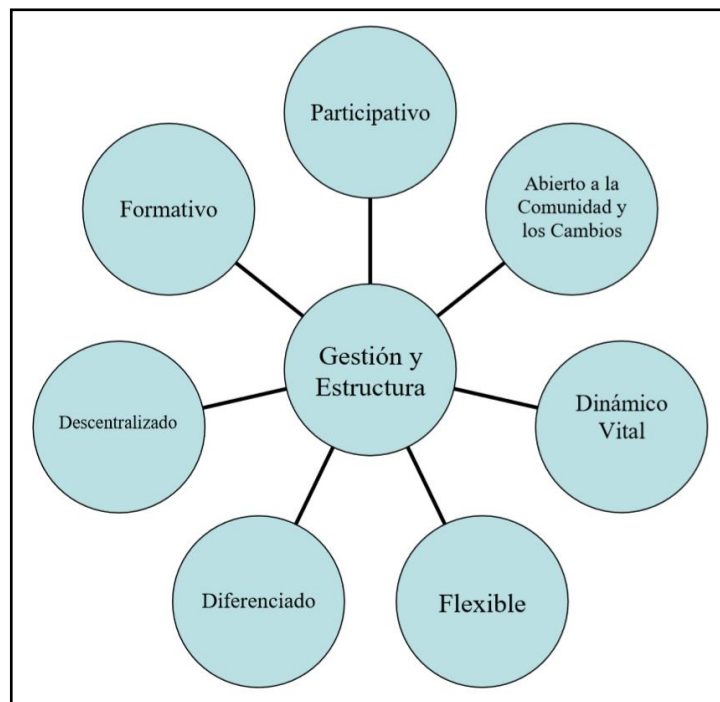 Participativo
Abierto a la
Comunidad y
los Cambios
Formativo
Gestión y
Estructura
Dinámico
Vital
Descentralizado
Diferenciado
Flexible